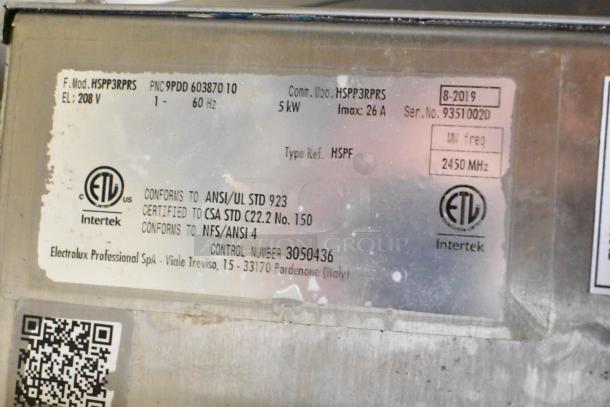 F.Mod. HSPP3RPRS PNC 9PDD 603870 10 Comm.Mod. HSPP3RPRS 8-2019
EL: 208 V 1 ~ 60 Hz 5 kW Imax: 26 A Ser.No. 93510020
MW freq
Type Ref. HSPF 2450 MHz
ETL
C US
Intertek
ETL
Intertek
CONFORMS TO ANSI/UL STD 923
CERTIFIED TO CSA STD C22.2 No. 150
CONFORMS TO NFS/ANSI 4
CONTROL NUMBER 3050436
Electrolux Professional SpA - Viale Treviso, 15 - 33170 Pordenone (Italy)
AUCTION GROUP